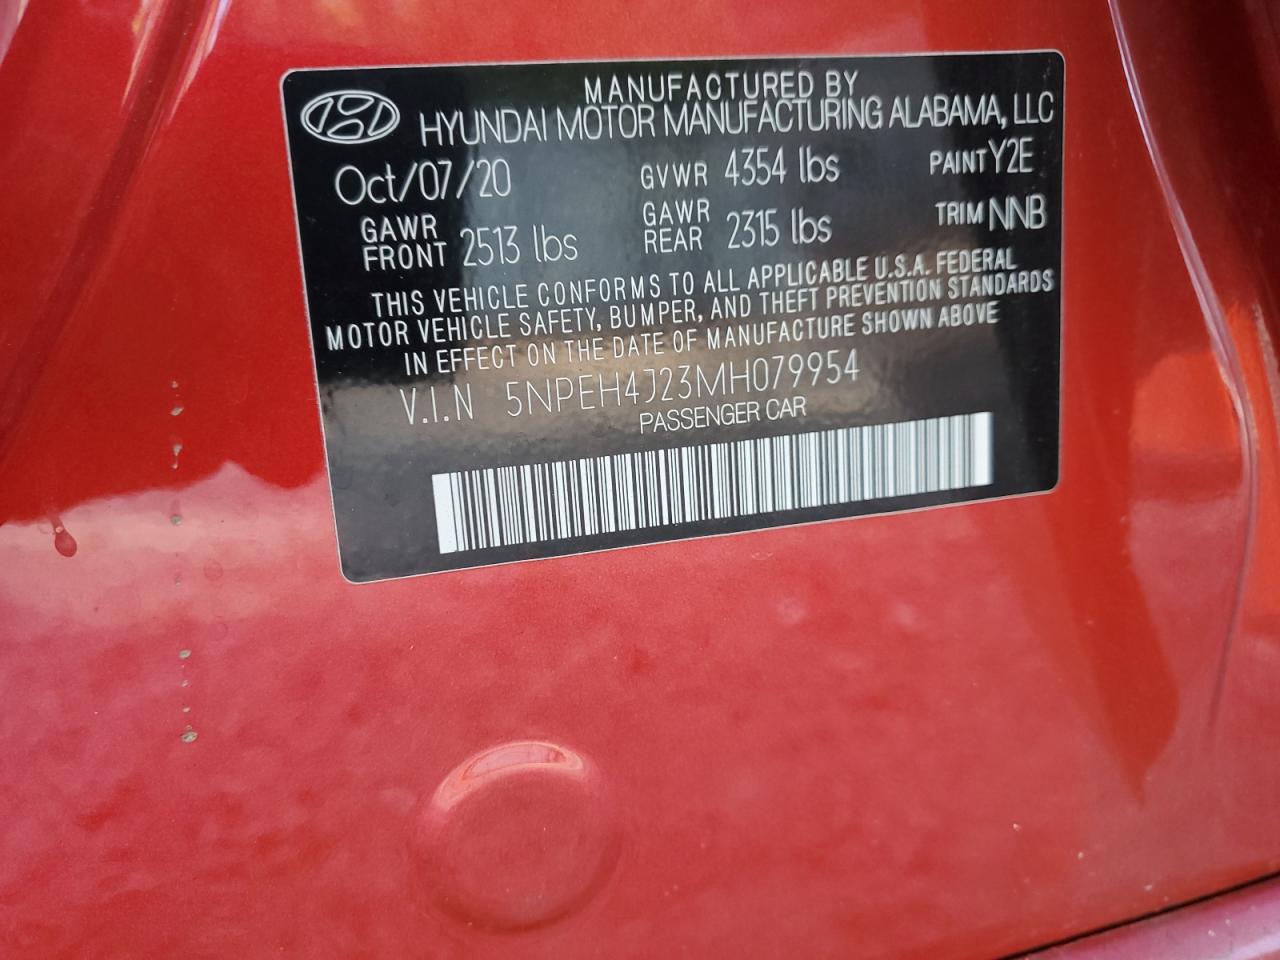 MANUFACTURED BY
HYUNDAI MOTOR MANUFACTURING ALABAMA, LLC
Oct/07/20 GVWR 4354 lbs PAINT Y2E
GAWR FRONT 2513 lbs GAWR REAR 2315 lbs TRIM NNB
THIS VEHICLE CONFORMS TO ALL APPLICABLE U.S.A. FEDERAL
MOTOR VEHICLE SAFETY, BUMPER, AND THEFT PREVENTION STANDARDS
IN EFFECT ON THE DATE OF MANUFACTURE SHOWN ABOVE
V.I.N 5NPEH4J23MH079954
PASSENGER CAR